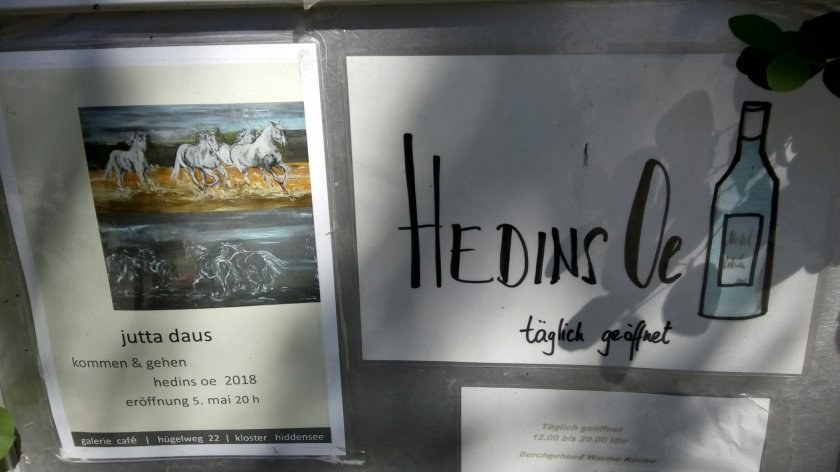 jutta daus
kommen & gehen
hedins oe 2018
eröffnung 5. mai 20 h
galerie café | hügelweg 22 | kloster hiddensee
HEDINS Oe
täglich geöffnet
Täglich geöffnet
12.00 bis 20.00 Uhr
Durchgehend Warme Küche